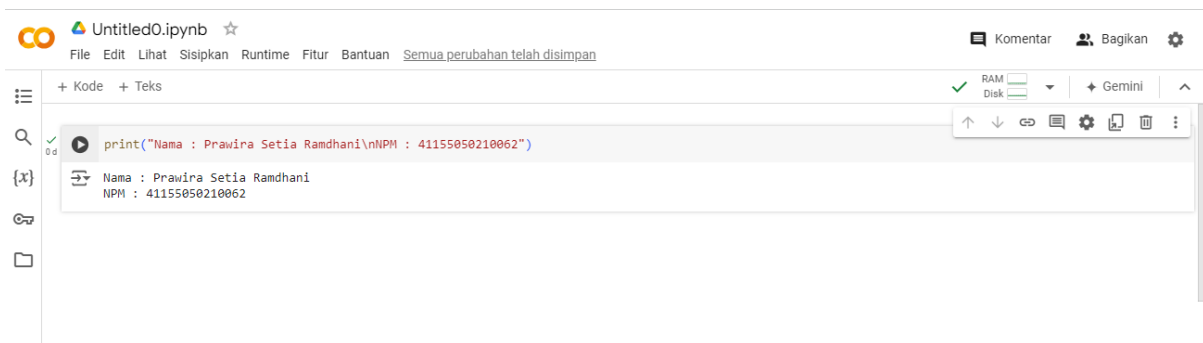 Untitled0.ipynb
File Edit Lihat Sisipkan Runtime Fitur Bantuan Semua perubahan telah disimpan
Komentar Bagikan
+ Kode + Teks
RAM
Disk
Gemini
0 d
print("Nama : Prawira Setia Ramdhani\nNPM : 41155050210062")
{x}
Nama : Prawira Setia Ramdhani
NPM : 41155050210062